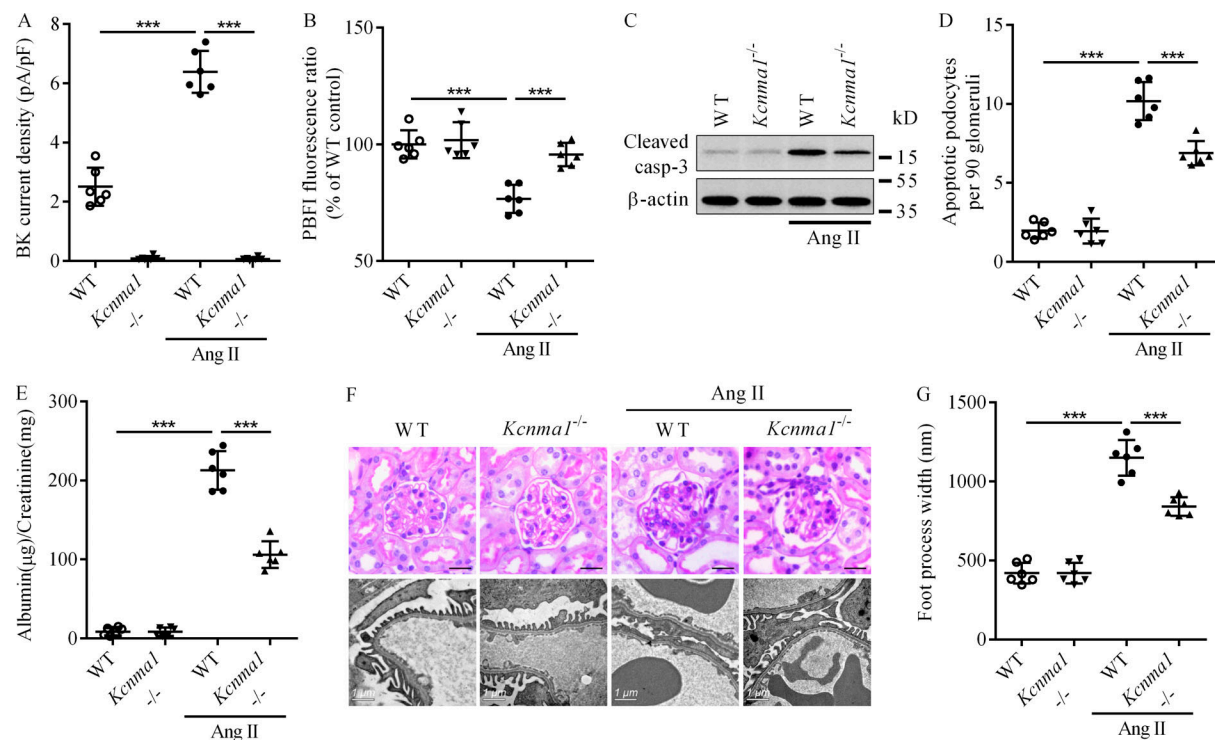 A
BK current density (pA/pF)
8
6
4
2
0
***
***
WT
Kcnma1
-/-
WT
Kcnma1
-/-
Ang II
B
PBFI fluorescence ratio
(% of WT control)
150
100
50
***
***
WT
Kcnma1
-/-
WT
Kcnma1
-/-
Ang II
C
WT
Kcnma1-/-
WT
Kcnma1-/-
kD
Cleaved
casp-3
15
55
β-actin
35
Ang II
D
Apoptotic podocytes
per 90 glomeruli
15
10
5
0
***
***
WT
Kcnma1
-/-
WT
Kcnma1
-/-
Ang II
E
Albumin(μg)/Creatinine(mg)
300
200
100
0
***
***
WT
Kcnma1
-/-
WT
Kcnma1
-/-
Ang II
F
Ang II
WT
Kcnma1-/-
WT
Kcnma1-/-
1 μm
1 μm
1 μm
1 μm
G
Foot process width (nm)
1500
1000
500
0
***
***
WT
Kcnma1
-/-
WT
Kcnma1
-/-
Ang II